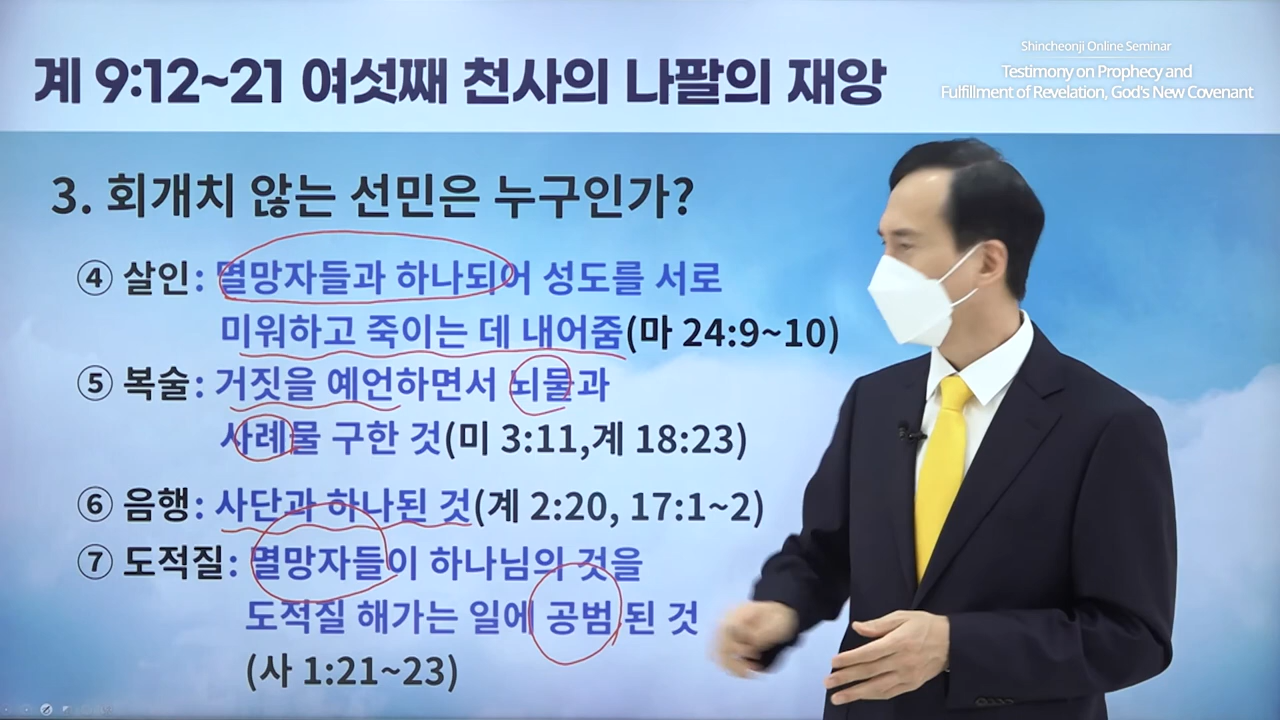 계 9:12~21 여섯째 천사의 나팔의 재앙
Shincheonji Online Seminar
Testimony on Prophecy and
Fulfillment of Revelation, God's New Covenant
3. 회개치 않는 선민은 누구인가?
④ 살인: 멸망자들과 하나되어 성도를 서로
미워하고 죽이는 데 내어줌(마 24:9~10)
⑤ 복술: 거짓을 예언하면서 뇌물과
사례물 구한 것(미 3:11,계 18:23)
⑥ 음행: 사단과 하나된 것(계 2:20, 17:1~2)
⑦ 도적질: 멸망자들이 하나님의 것을
도적질 해가는 일에 공범 된 것
(사 1:21~23)